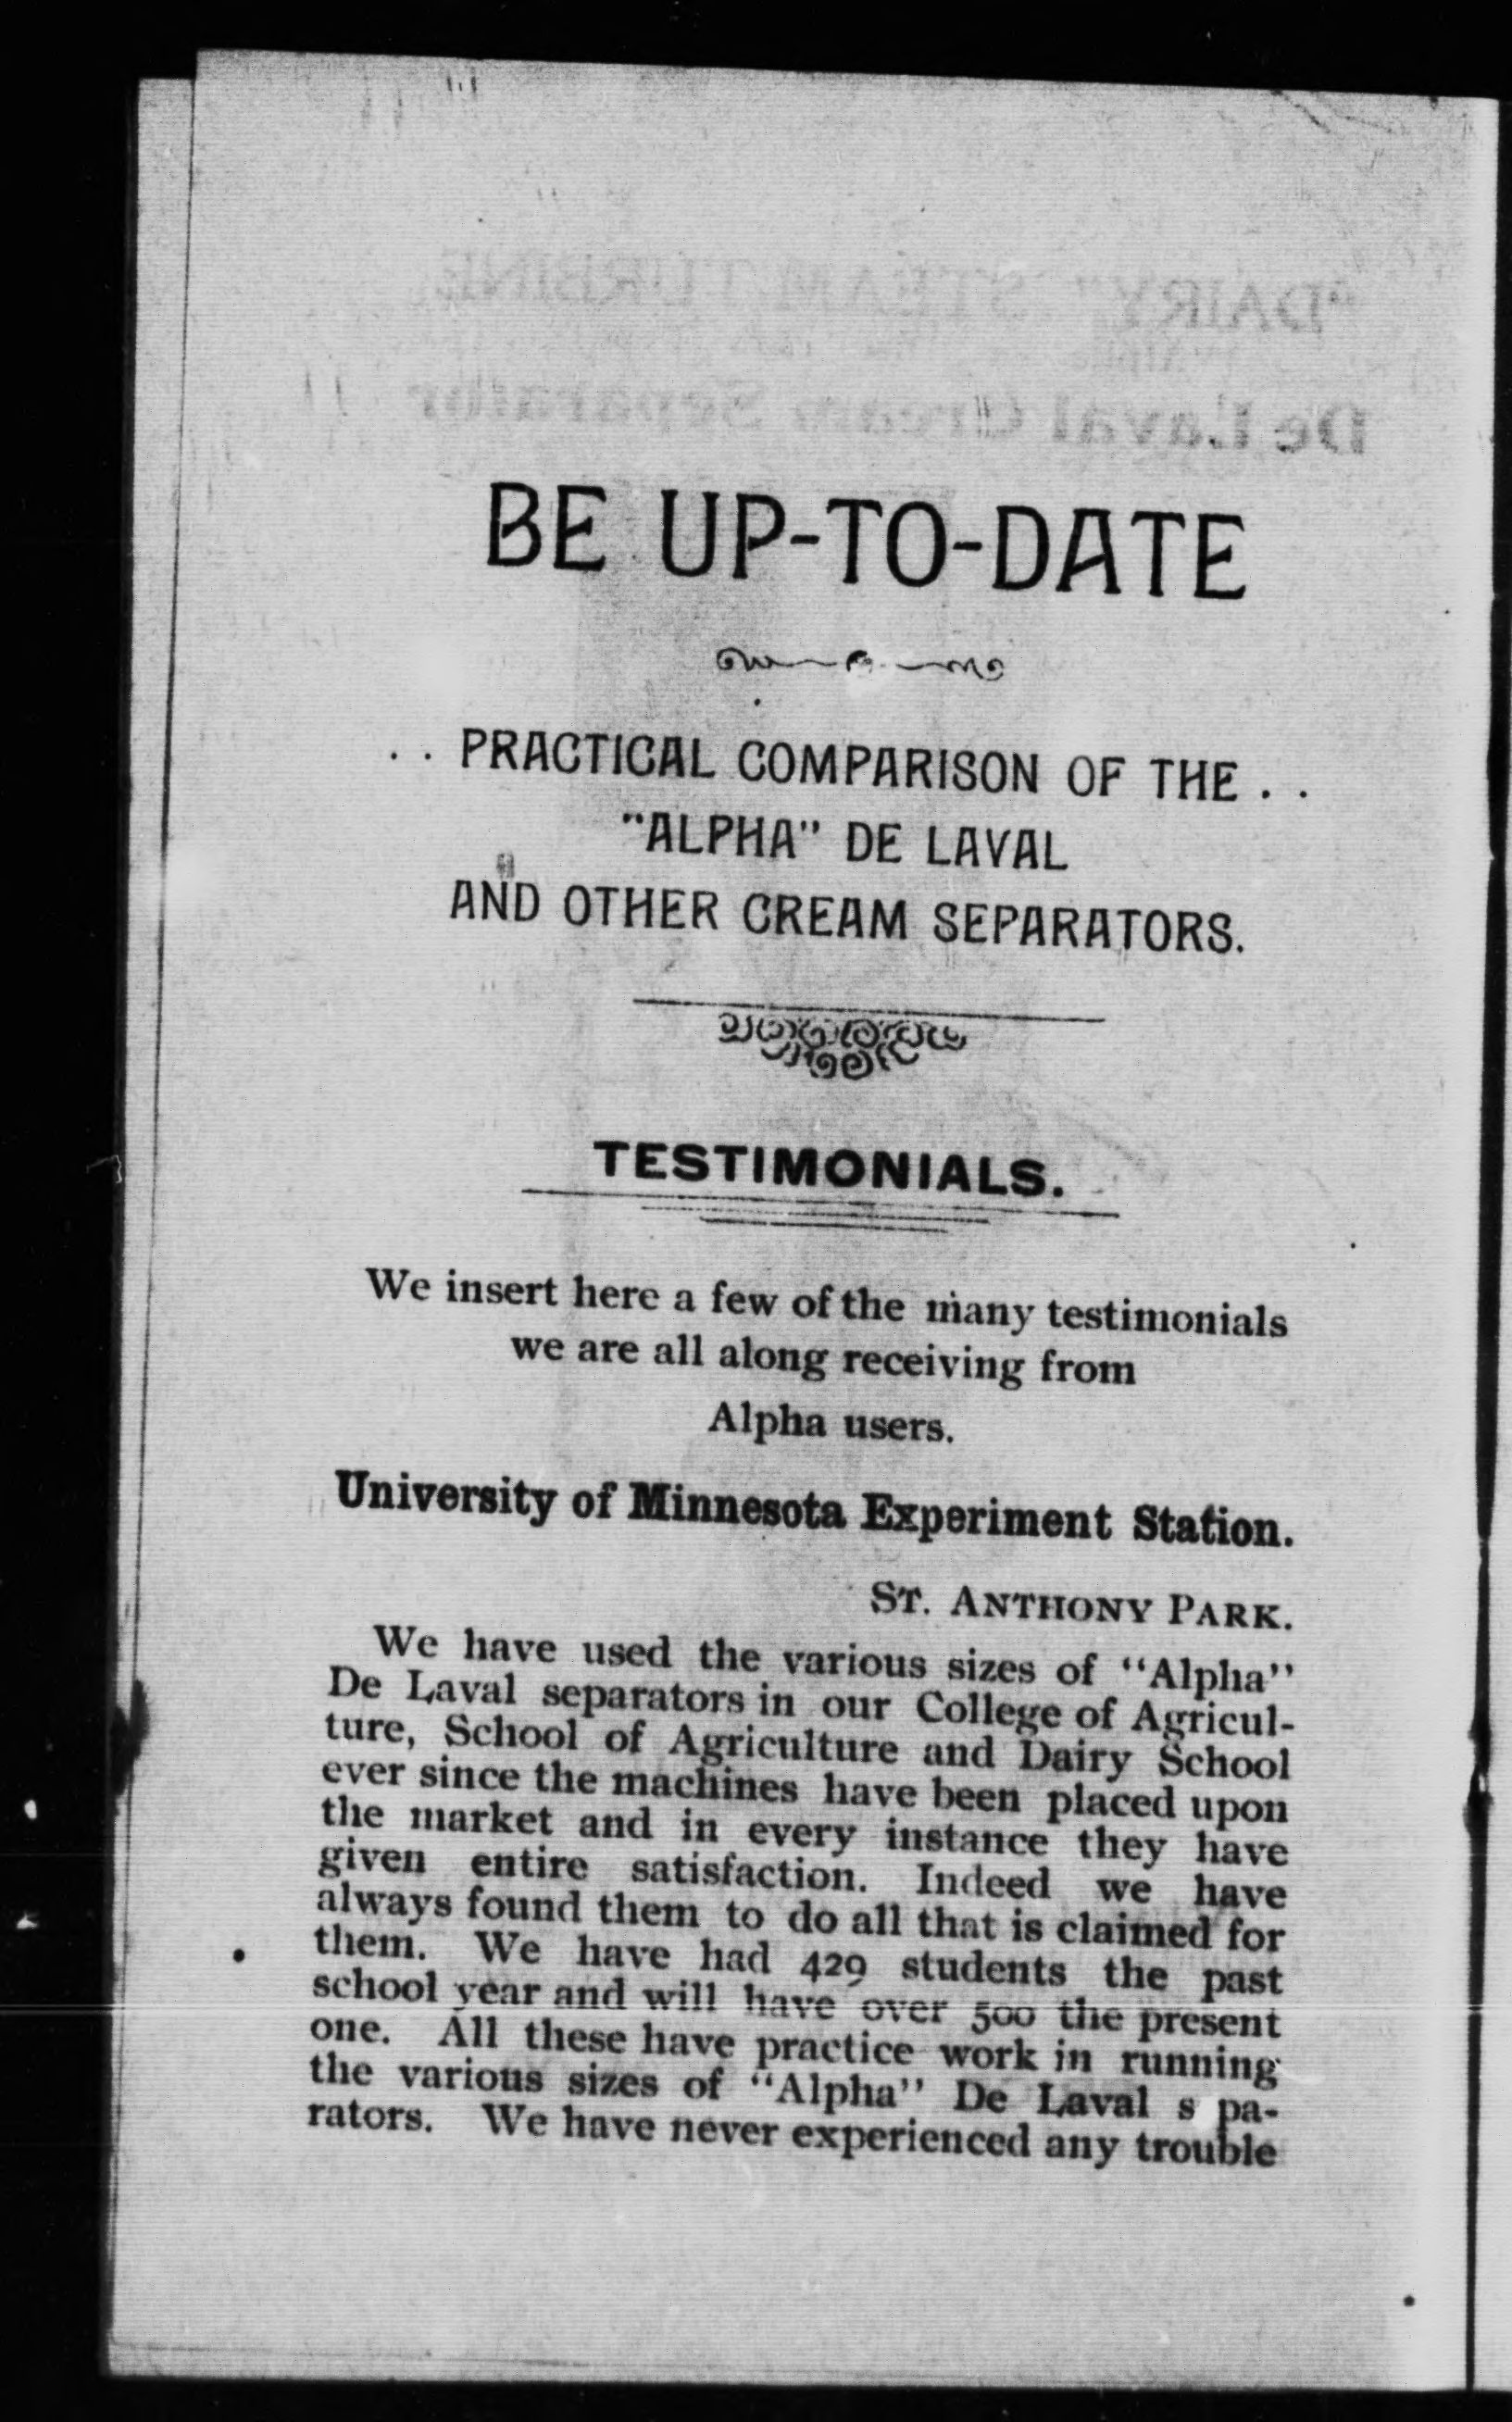 BE UP-TO-DATE
. . PRACTICAL COMPARISON OF THE . .
"ALPHA" DE LAVAL
AND OTHER CREAM SEPARATORS.
TESTIMONIALS.
We insert here a few of the many testimonials
we are all along receiving from
Alpha users.
University of Minnesota Experiment Station.
ST. ANTHONY PARK.
We have used the various sizes of "Alpha"
De Laval separators in our College of Agricul-
ture, School of Agriculture and Dairy School
ever since the machines have been placed upon
the market and in every instance they have
given entire satisfaction. Indeed we have
always found them to do all that is claimed for
them. We have had 429 students the past
school year and will have over 500 the present
one. All these have practice work in running
the various sizes of "Alpha" De Laval s pa-
rators. We have never experienced any trouble